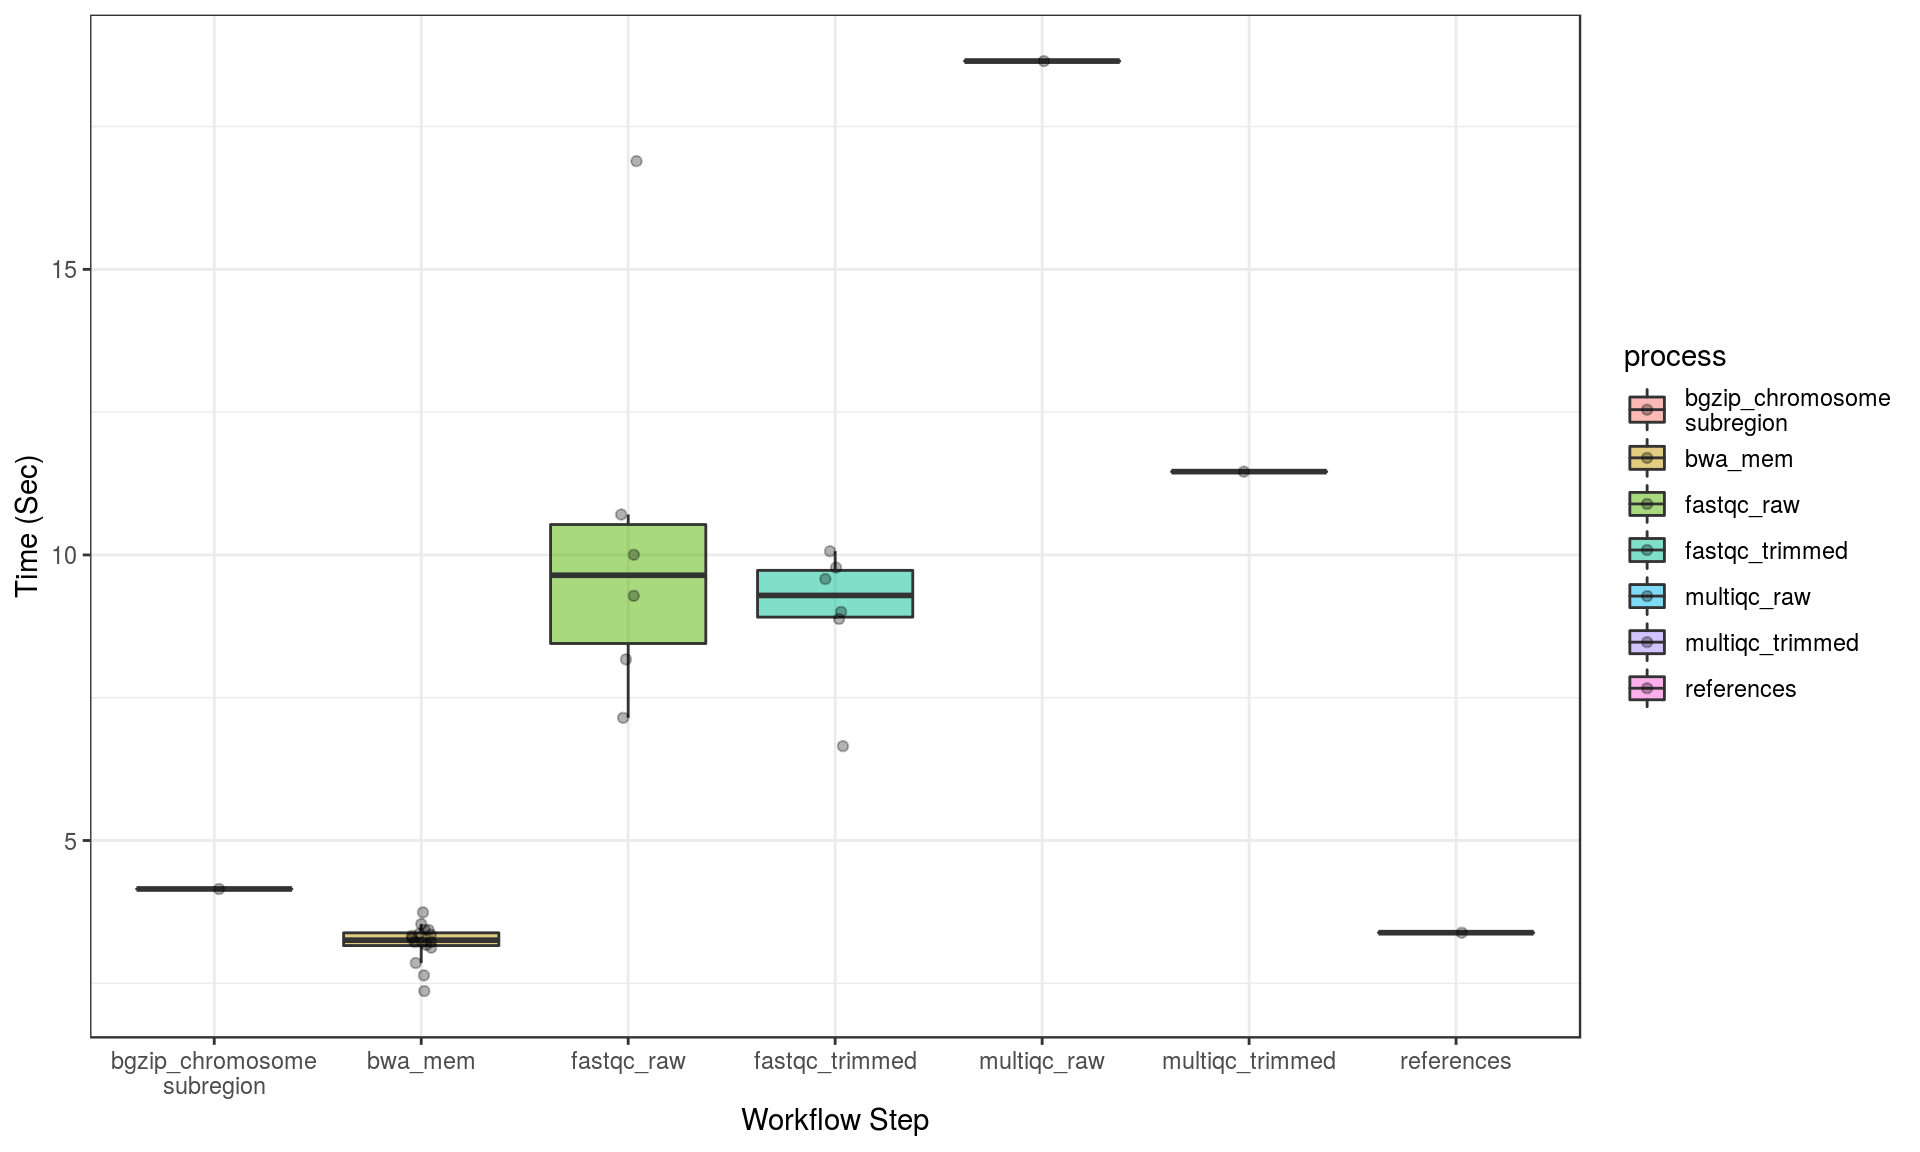 Time (Sec)
15
10
5
bgzip_chromosome
subregion
bwa_mem
fastqc_raw
fastqc_trimmed
multiqc_raw
multiqc_trimmed
references
Workflow Step
process
bgzip_chromosome
subregion
bwa_mem
fastqc_raw
fastqc_trimmed
multiqc_raw
multiqc_trimmed
references